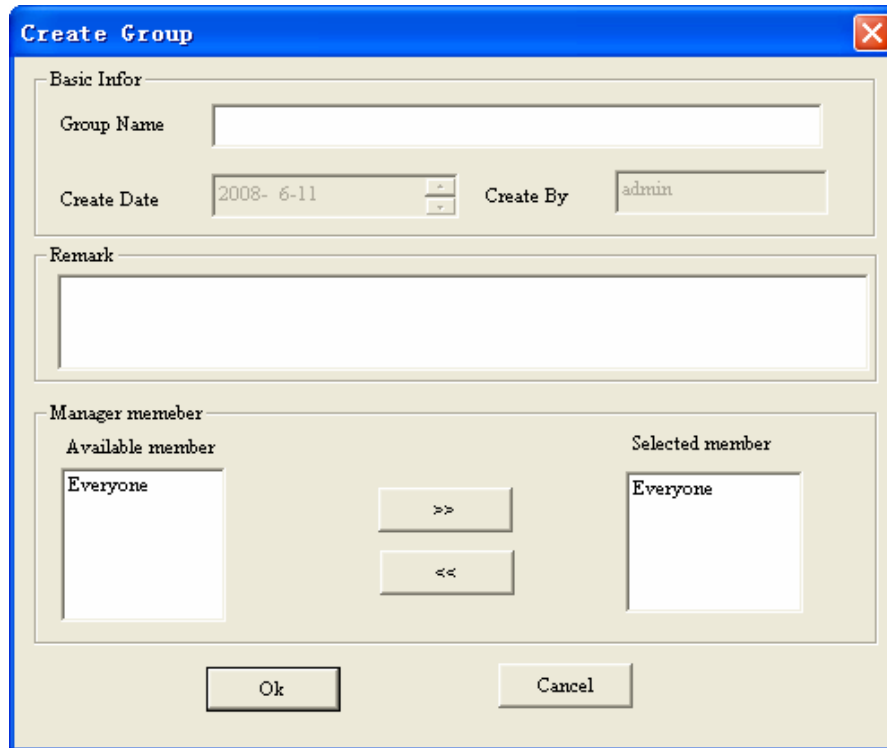 Create Group
Basic Infor
Group Name
Create Date 2008- 6-11 Create By admin
Remark
Manager memeber
Available member Selected member
Everyone Everyone
>>
<<
Ok Cancel